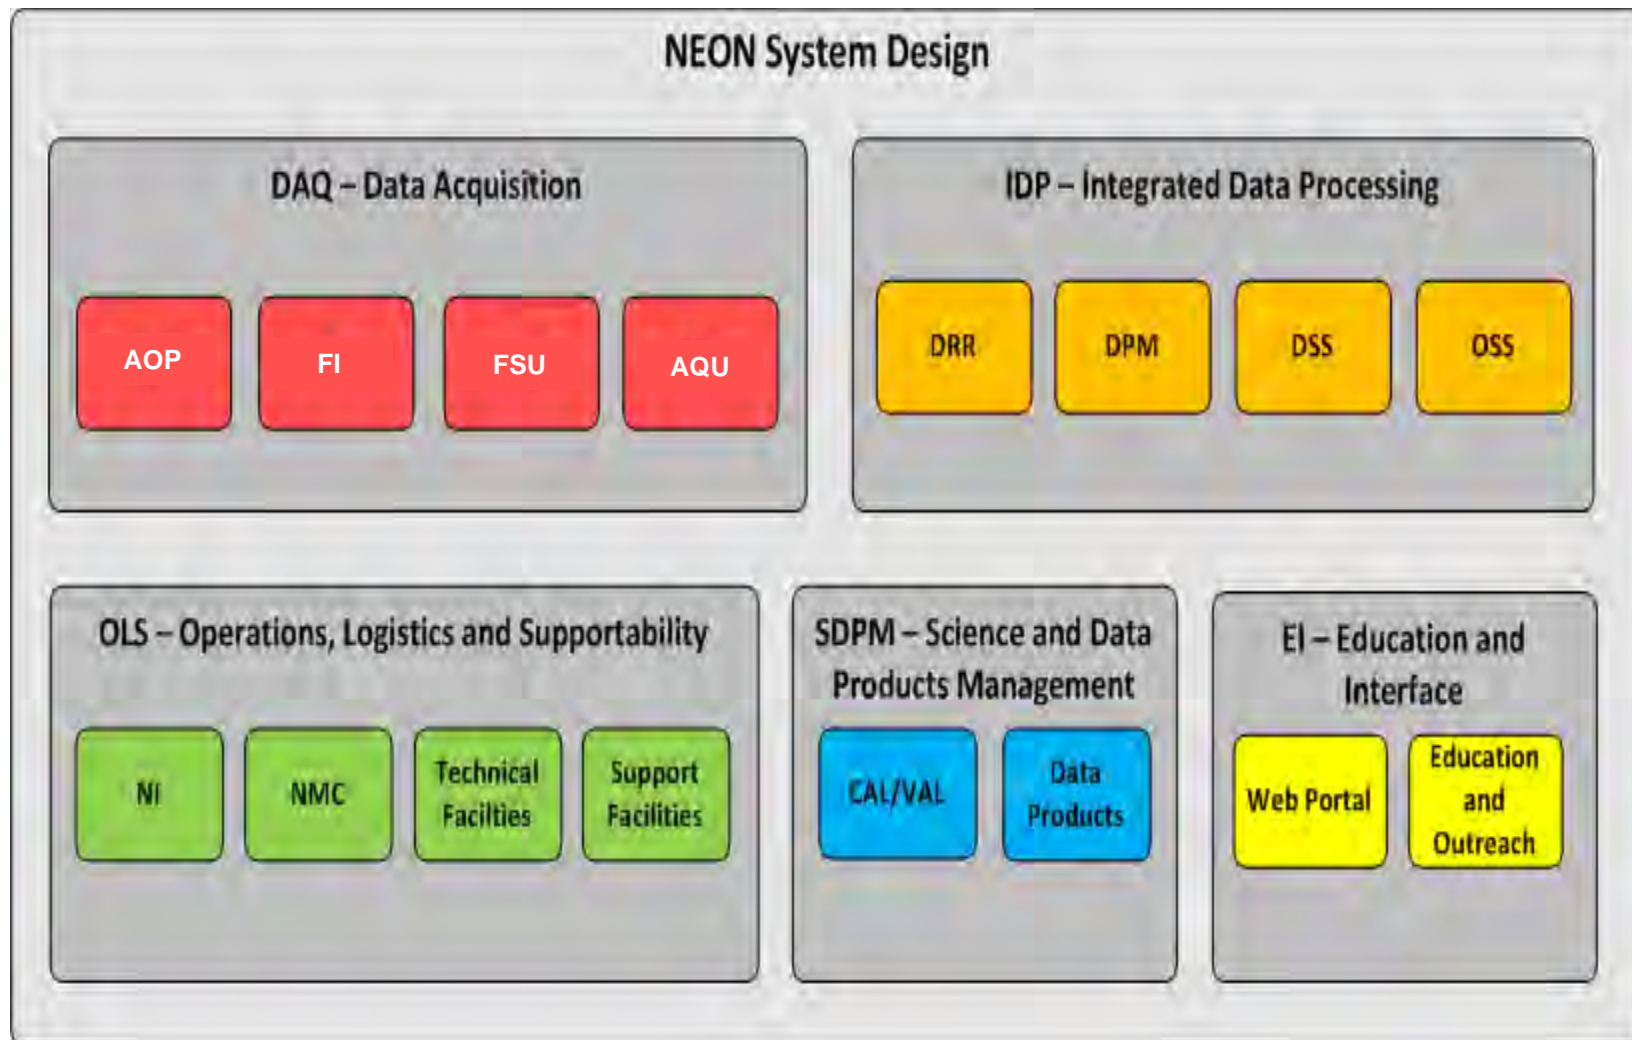 NEON System Design
DAQ – Data Acquisition
AOP
FI
FSU
AQU
IDP – Integrated Data Processing
DRR
DPM
DSS
OSS
OLS – Operations, Logistics and Supportability
NI
NMC
Technical
Facilties
Support
Facilities
SDPM – Science and Data
Products Management
CAL/VAL
Data
Products
EI – Education and
Interface
Web Portal
Education
and
Outreach